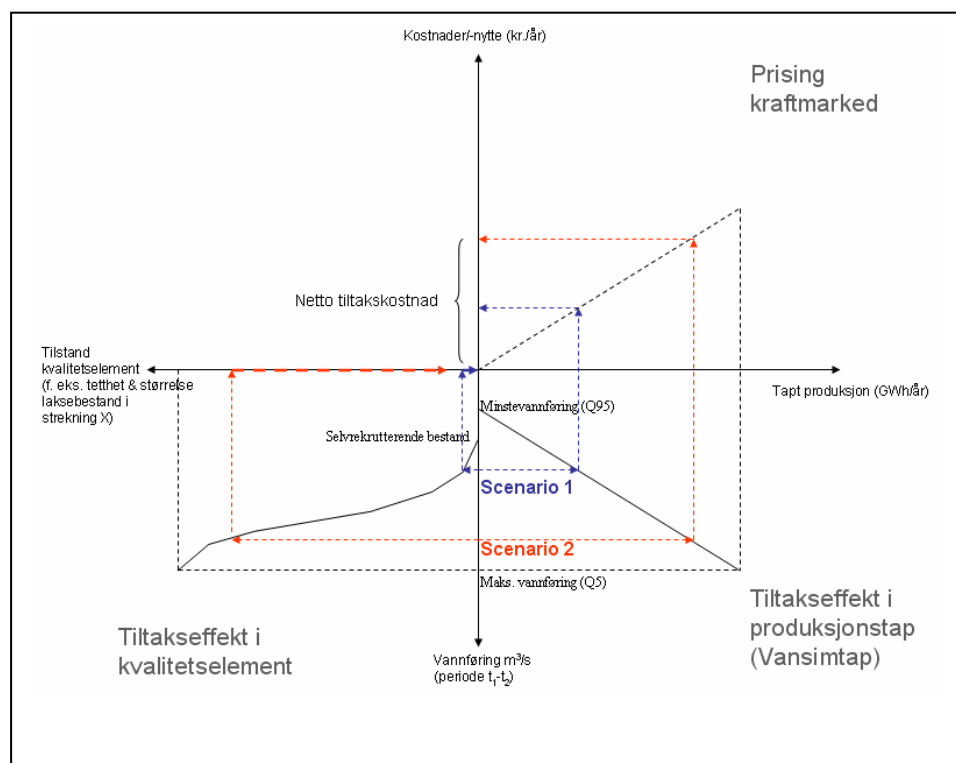 Kostnader/-nytte (kr./år)
Prising
kraftmarked
Netto tiltakskostnad
Tilstand
kvalitetselement
(f. eks. tetthet & størrelse
laksebestand i
strekning X)
Tapt produksjon (GWh/år)
Minstevannføring (Q95)
Selvrekrutterende bestand
Scenario 1
Scenario 2
Maks. vannføring (Q5)
Tiltakseffekt i
kvalitetselement
Vannføring m³/s
(periode t₁-t₂)
Tiltakseffekt i
produksjonstap
(Vansimtap)